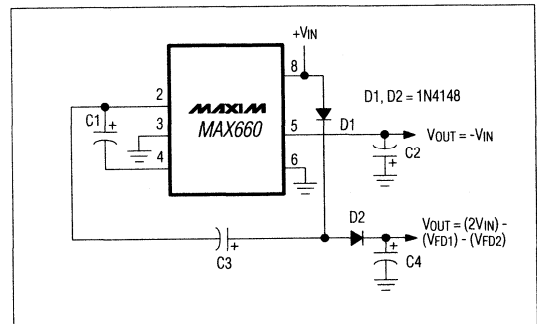 +VIN
8
2
D1, D2 = 1N4148
C1
+
MAXIM
MAX660
3
5
D1
VOUT = -VIN
C2
+
4
6
+
D2
VOUT = (2VIN) -
(VFD1) - (VFD2)
+
C3
+
C4